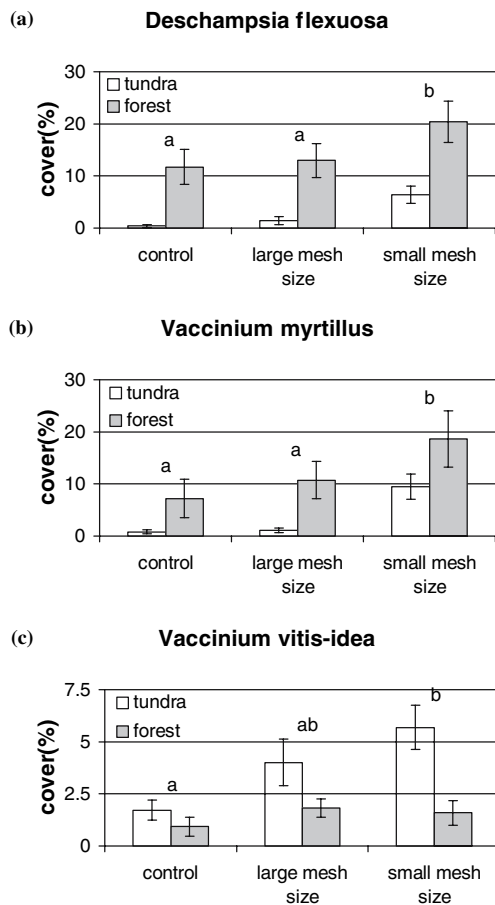 (a) Deschampsia flexuosa
30
20
10
0
cover(%)
tundra
forest
a
a
b
control
large mesh size
small mesh size
(b) Vaccinium myrtillus
30
20
10
0
cover(%)
tundra
forest
a
a
b
control
large mesh size
small mesh size
(c) Vaccinium vitis-idea
7.5
5
2.5
0
cover(%)
tundra
forest
a
ab
b
control
large mesh size
small mesh size